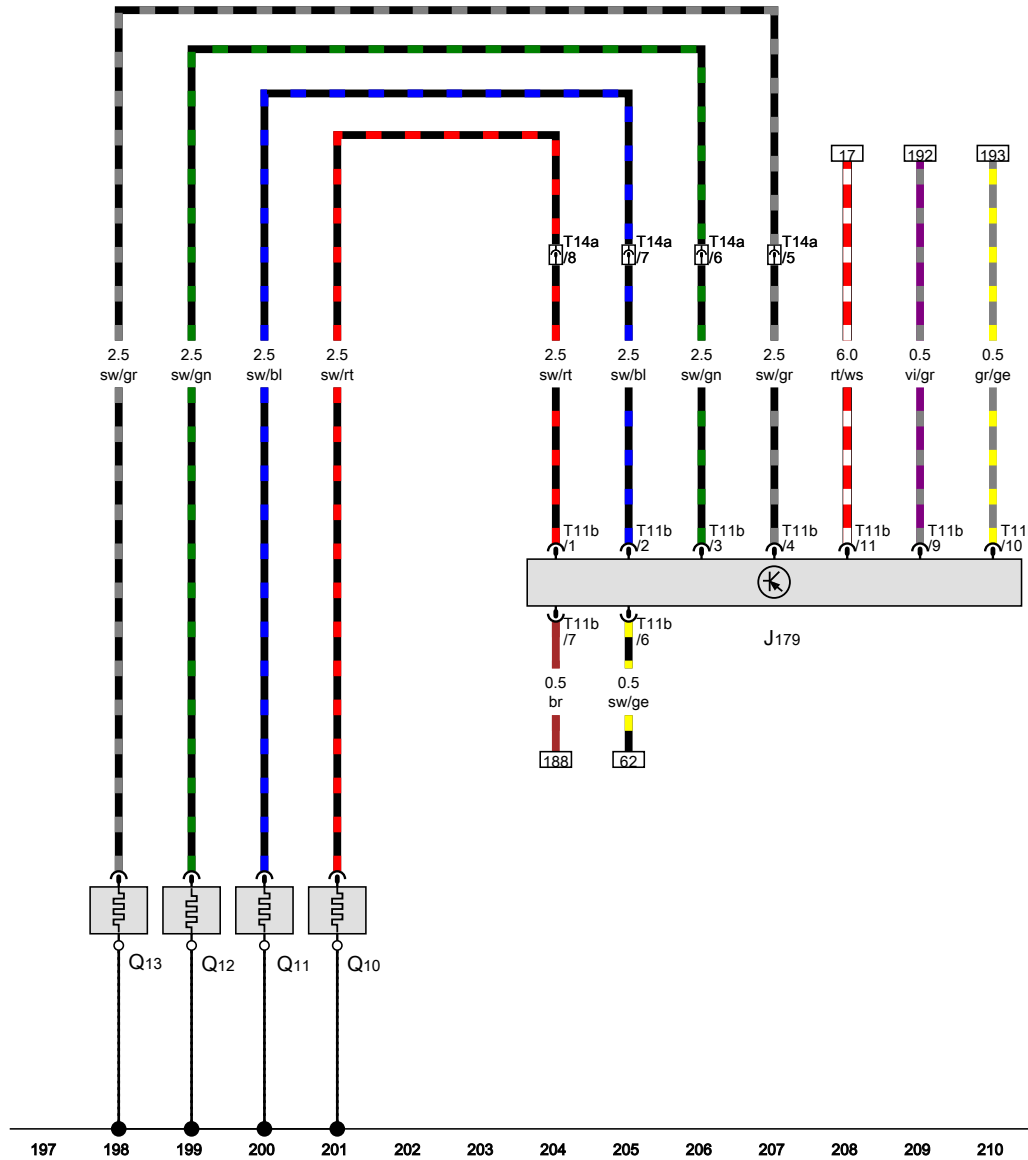 17 192 193
T14a T14a T14a T14a
/8 /7 /6 /5
2.5 2.5 2.5 2.5 2.5 2.5 2.5 2.5 6.0 0.5 0.5
sw/gr sw/gn sw/bl sw/rt sw/rt sw/bl sw/gn sw/gr rt/ws vi/gr gr/ge
T11b T11b T11b T11b T11b T11b T11
/1 /2 /3 /4 /11 /9 /10
T11b T11b
/7 /6
J179
0.5 0.5
br sw/ge
188 62
Q13 Q12 Q11 Q10
197 198 199 200 201 202 203 204 205 206 207 208 209 210